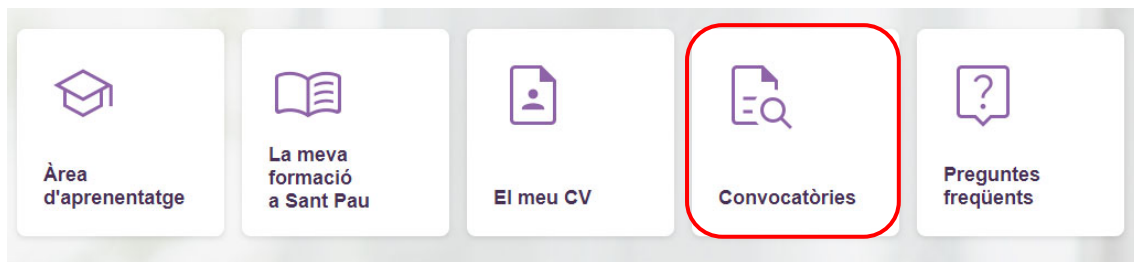 Àrea
d'aprenentatge
La meva
formació
a Sant Pau
El meu CV
Convocatòries
Preguntes
freqüents